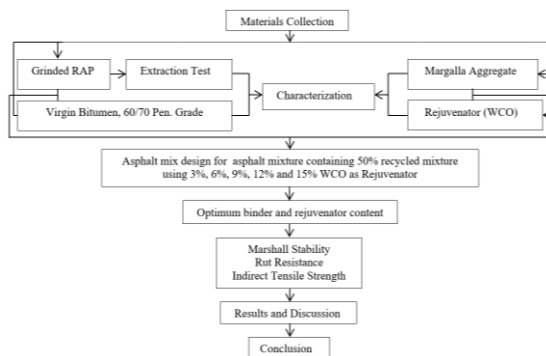 Materials Collection
Grinded RAP
Extraction Test
Margalla Aggregate
Characterization
Virgin Bitumen, 60/70 Pen. Grade
Rejuvenator (WCO)
Asphalt mix design for asphalt mixture containing 50% recycled mixture
using 3%, 6%, 9%, 12% and 15% WCO as Rejuvenator
Optimum binder and rejuvenator content
Marshall Stability
Rut Resistance
Indirect Tensile Strength
Results and Discussion
Conclusion